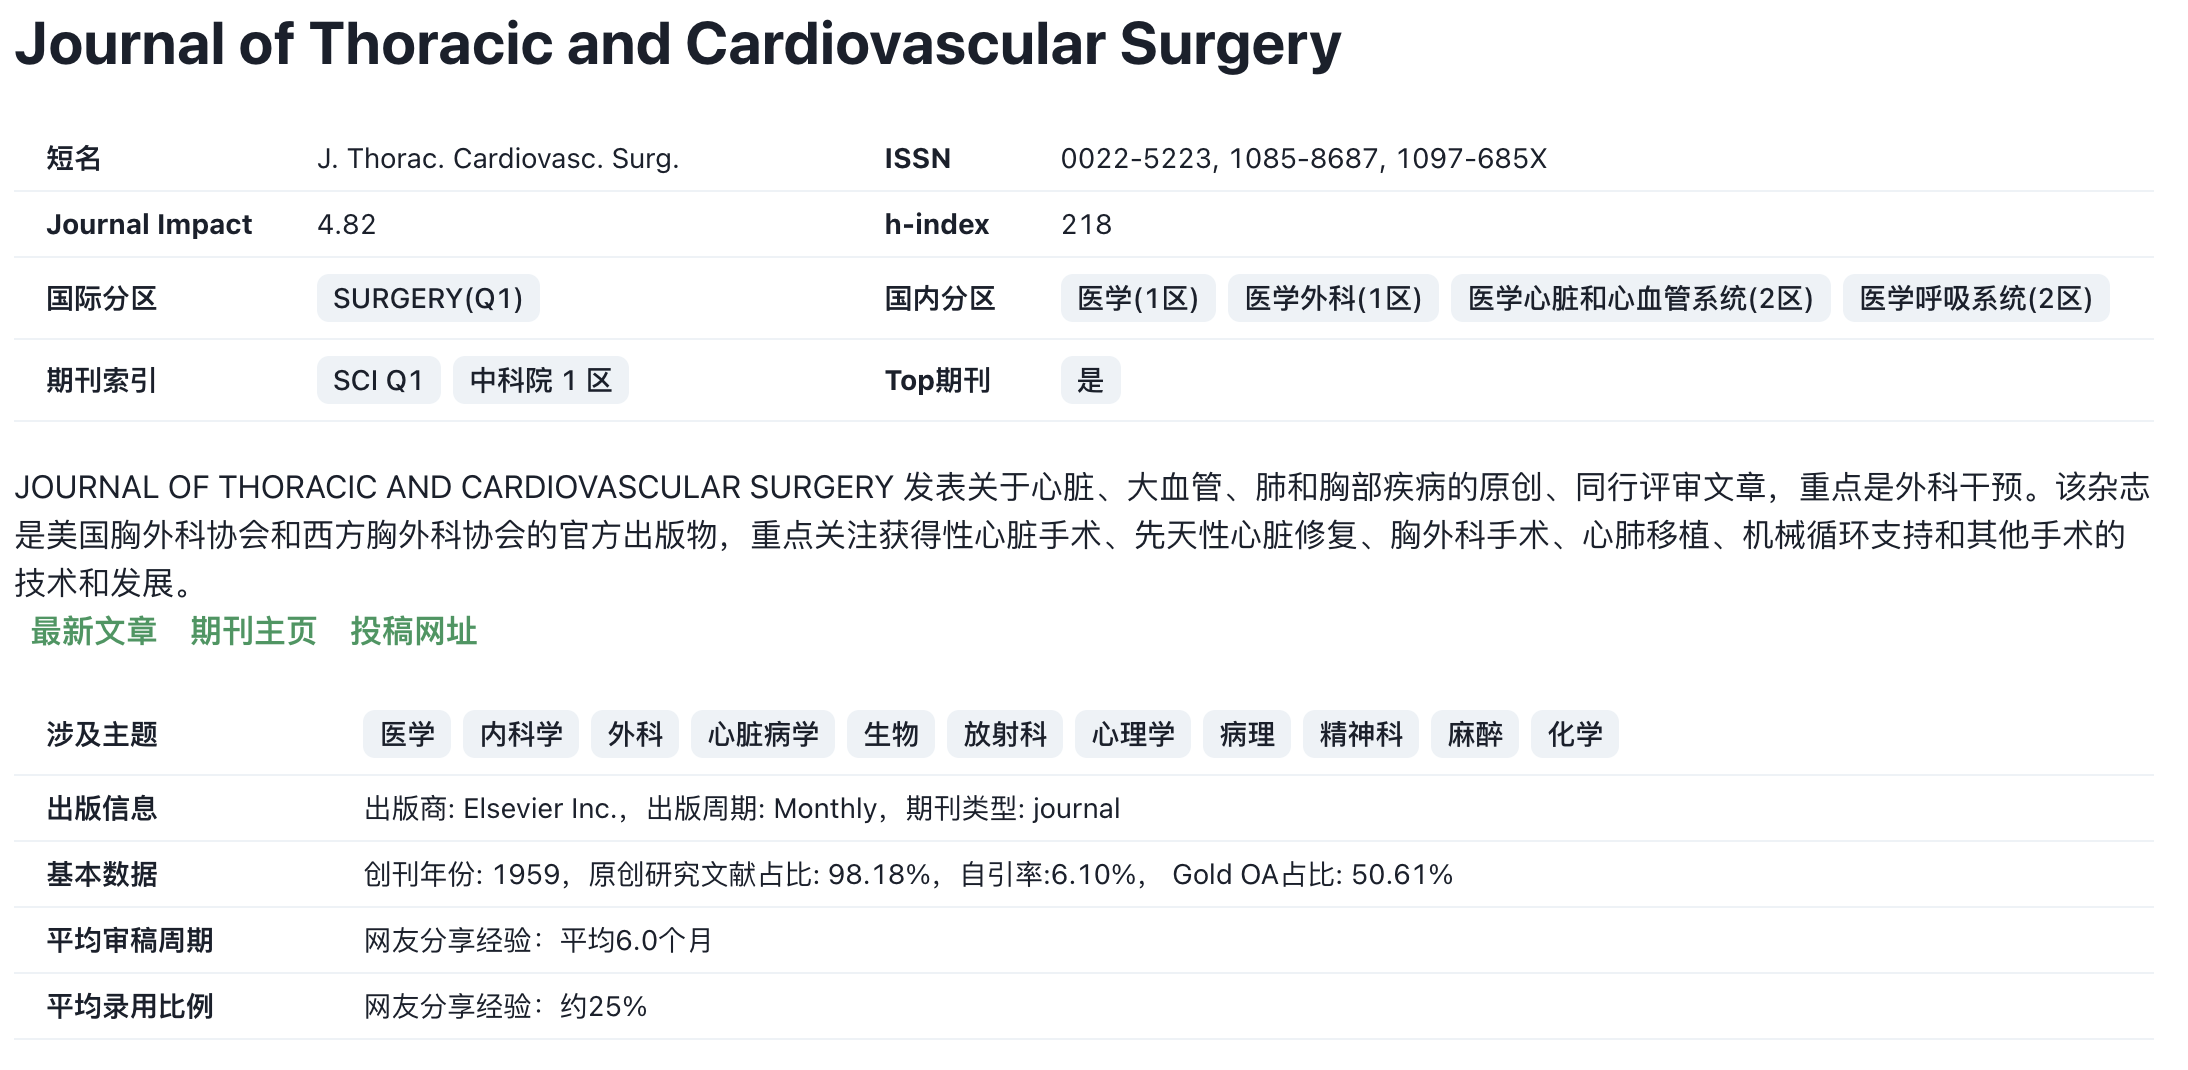 Journal of Thoracic and Cardiovascular Surgery
短名 J. Thorac. Cardiovasc. Surg. ISSN 0022-5223, 1085-8687, 1097-685X
Journal Impact 4.82 h-index 218
国际分区 SURGERY(Q1) 国内分区 医学(1区) 医学外科(1区) 医学心脏和心血管系统(2区) 医学呼吸系统(2区)
期刊索引 SCI Q1 中科院 1 区 Top期刊 是
JOURNAL OF THORACIC AND CARDIOVASCULAR SURGERY 发表关于心脏、大血管、肺和胸部疾病的原创、同行评审文章，重点是外科干预。该杂志
是美国胸外科协会和西方胸外科协会的官方出版物，重点关注获得性心脏手术、先天性心脏修复、胸外科手术、心肺移植、机械循环支持和其他手术的
技术和发展。
最新文章 期刊主页 投稿网址
涉及主题 医学 内科学 外科 心脏病学 生物 放射科 心理学 病理 精神科 麻醉 化学
出版信息 出版商: Elsevier Inc.，出版周期: Monthly，期刊类型: journal
基本数据 创刊年份: 1959，原创研究文献占比: 98.18%，自引率:6.10%， Gold OA占比: 50.61%
平均审稿周期 网友分享经验：平均6.0个月
平均录用比例 网友分享经验：约25%